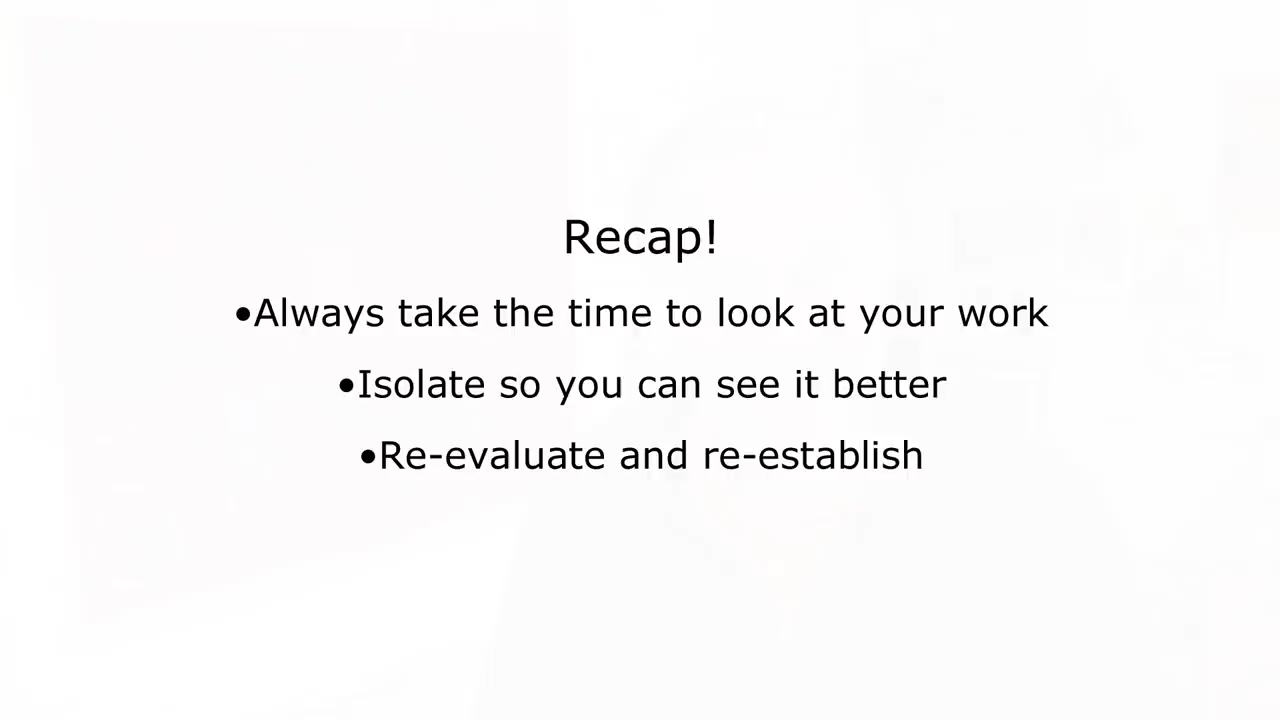 Recap!
•Always take the time to look at your work
•Isolate so you can see it better
•Re-evaluate and re-establish